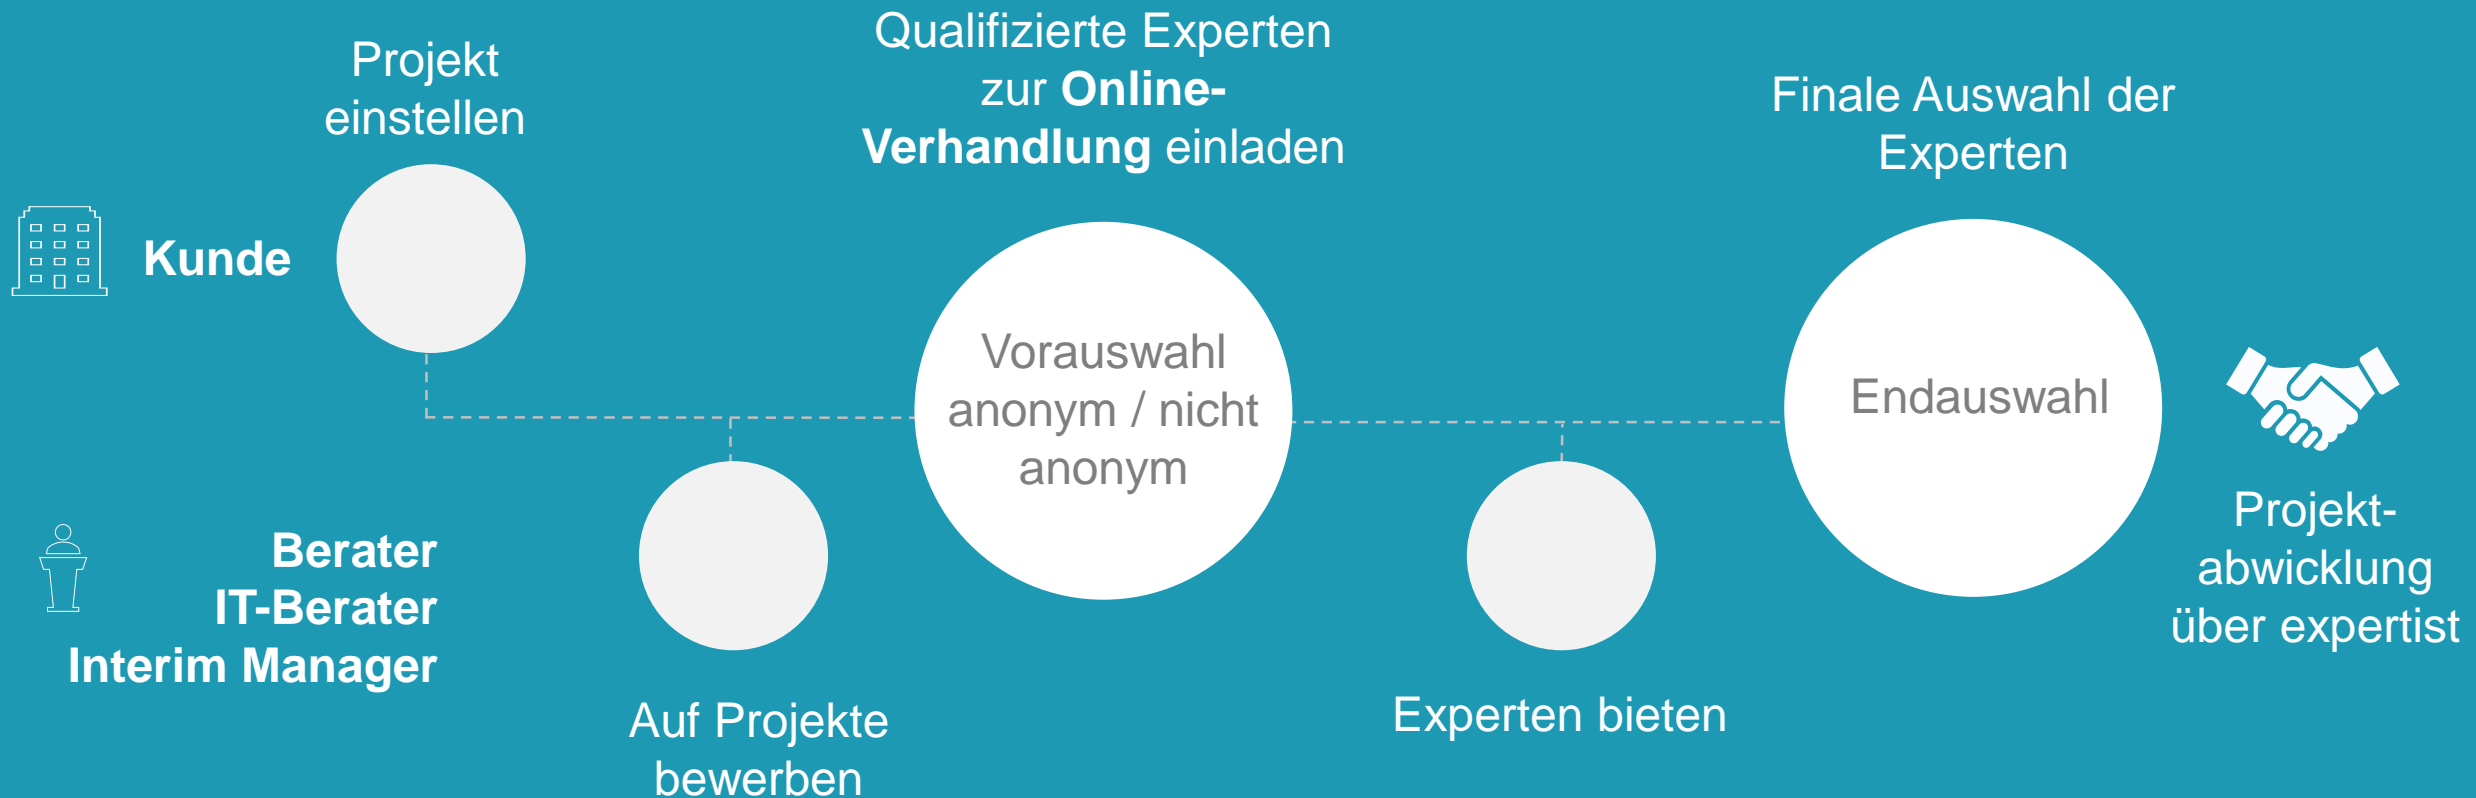 Projekt
einstellen
Qualifizierte Experten
zur Online-
Verhandlung einladen
Finale Auswahl der
Experten
Kunde
Vorauswahl
anonym / nicht
anonym
Endauswahl
Berater
IT-Berater
Interim Manager
Auf Projekte
bewerben
Experten bieten
Projekt-
abwicklung
über expertist